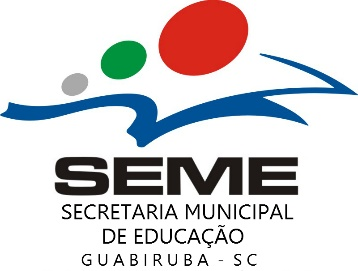 SEME
SECRETARIA MUNICIPAL
DE EDUCAÇÃO
GUABIRUBA - SC